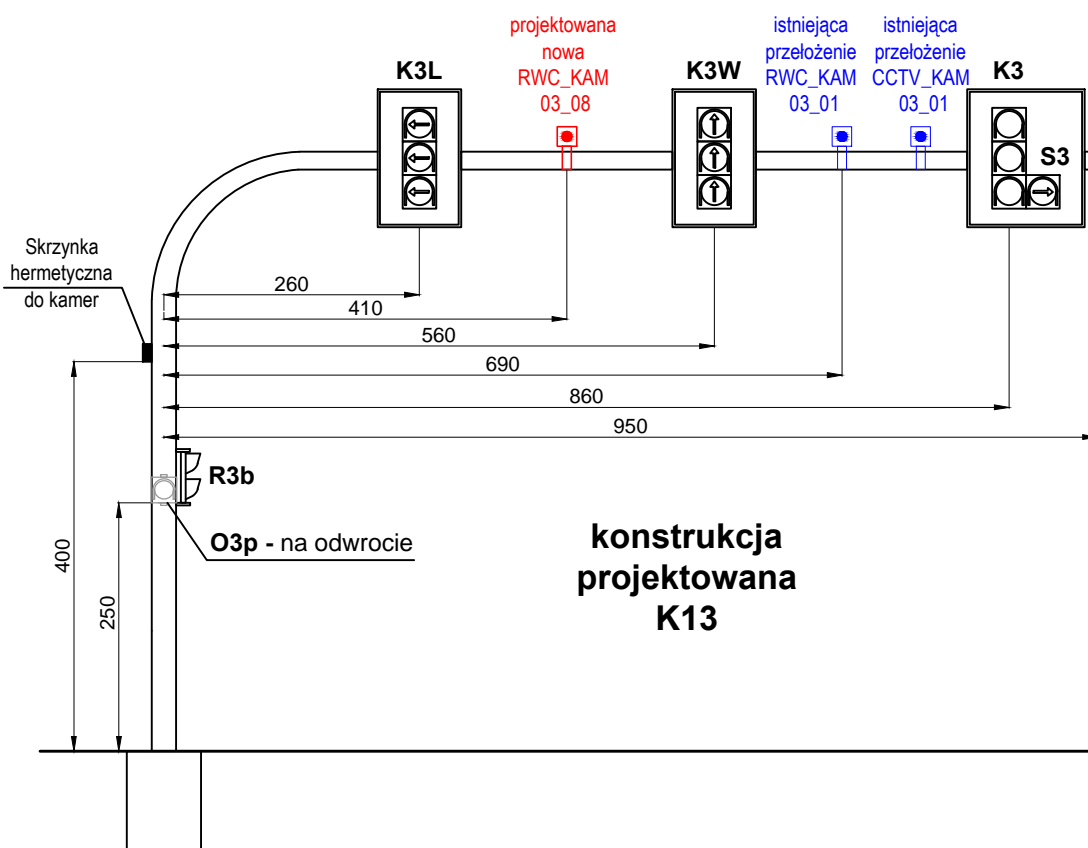 projektowana
nowa
RWC_KAM
03_08
istniejąca
przełożenie
RWC_KAM
03_01
istniejąca
przełożenie
CCTV_KAM
03_01
K3L
K3W
K3
S3
Skrzynka
hermetyczna
do kamer
260
410
560
690
860
950
R3b
O3p - na odwrocie
400
250
konstrukcja
projektowana
K13